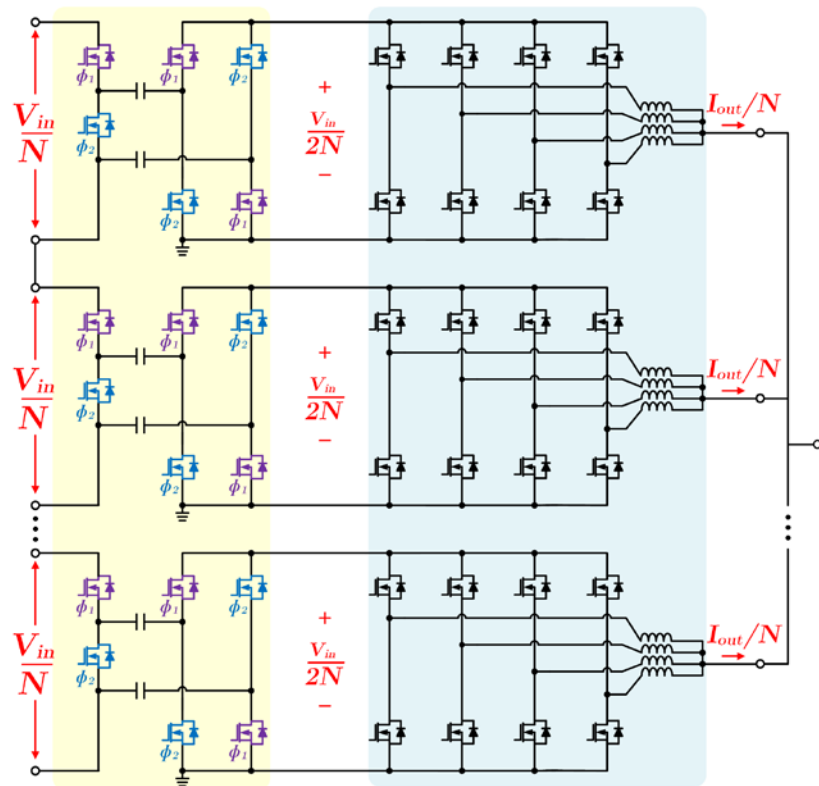 ϕ₁ ϕ₁ ϕ₂
V_in/N
ϕ₂
+
V_in/2N
−
I_out/N
ϕ₂ ϕ₁
ϕ₁ ϕ₁ ϕ₂
V_in/N
ϕ₂
+
V_in/2N
−
I_out/N
ϕ₂ ϕ₁
ϕ₁ ϕ₁ ϕ₂
V_in/N
ϕ₂
+
V_in/2N
−
I_out/N
ϕ₂ ϕ₁